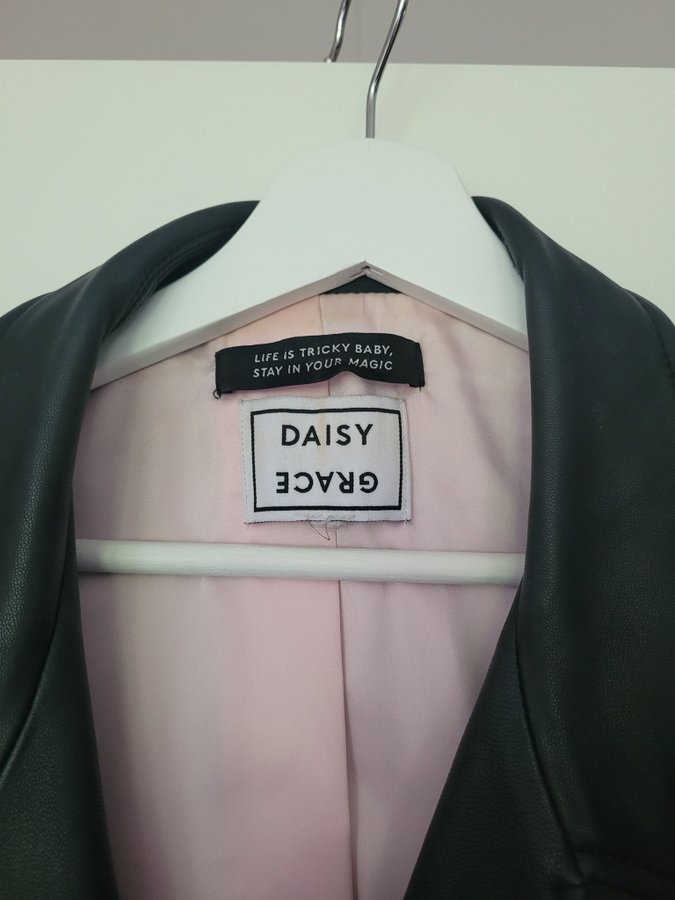 LIFE IS TRICKY BABY,
STAY IN YOUR MAGIC
DAISY
GRACE